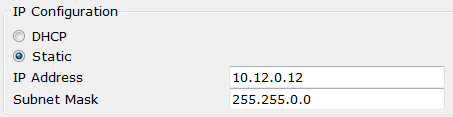 IP Configuration
DHCP
Static
IP Address 10.12.0.12
Subnet Mask 255.255.0.0